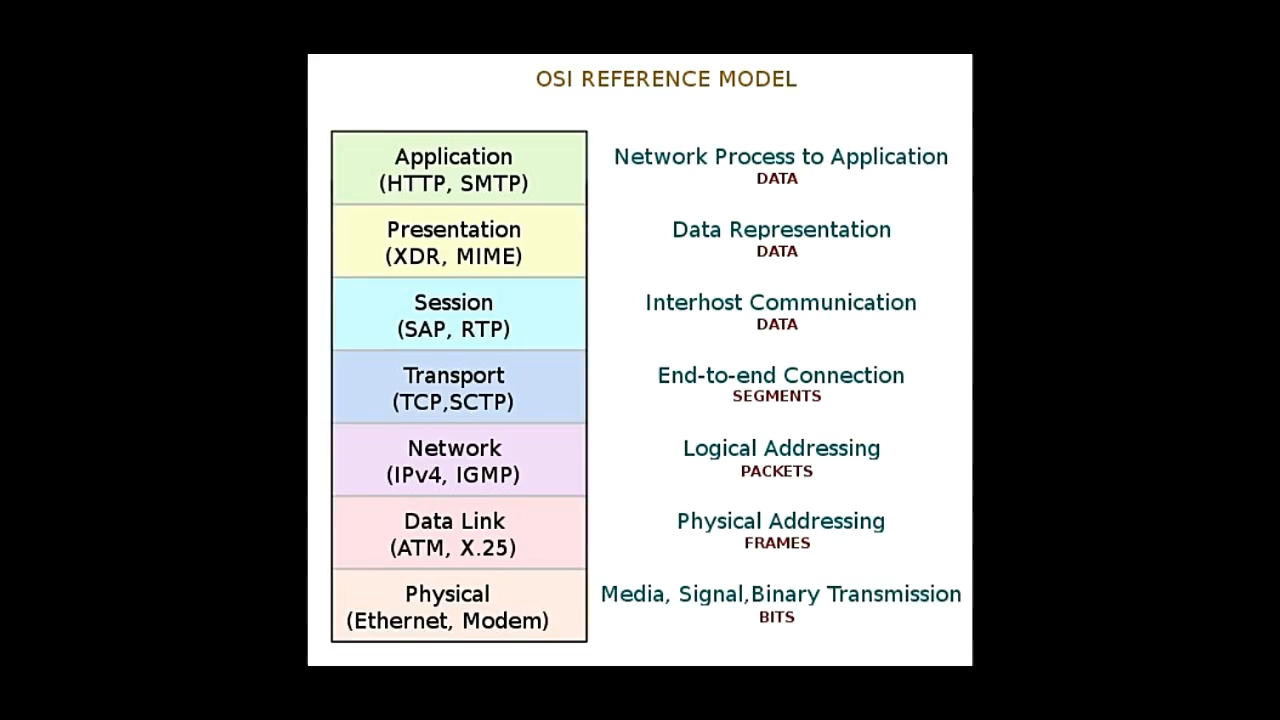 OSI REFERENCE MODEL
Application
(HTTP, SMTP)
Network Process to Application
DATA
Presentation
(XDR, MIME)
Data Representation
DATA
Session
(SAP, RTP)
Interhost Communication
DATA
Transport
(TCP,SCTP)
End-to-end Connection
SEGMENTS
Network
(IPv4, IGMP)
Logical Addressing
PACKETS
Data Link
(ATM, X.25)
Physical Addressing
FRAMES
Physical
(Ethernet, Modem)
Media, Signal,Binary Transmission
BITS